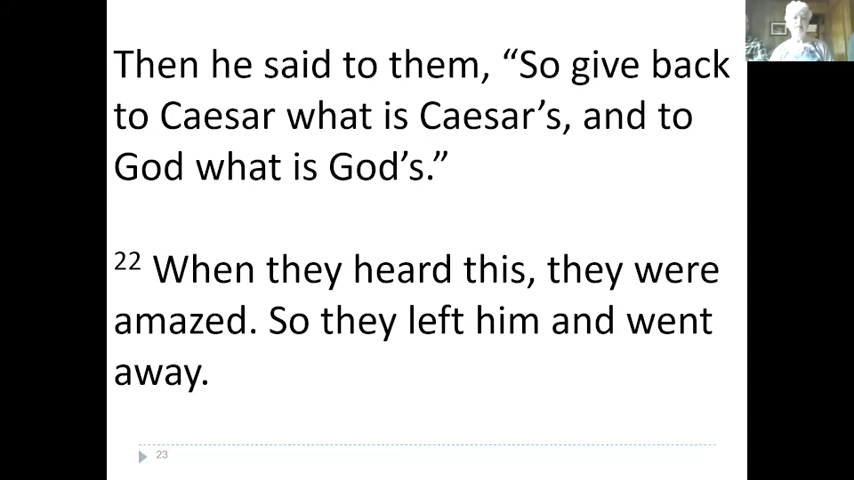 Then he said to them, “So give back
to Caesar what is Caesar’s, and to
God what is God’s.”
22 When they heard this, they were
amazed. So they left him and went
away.
23